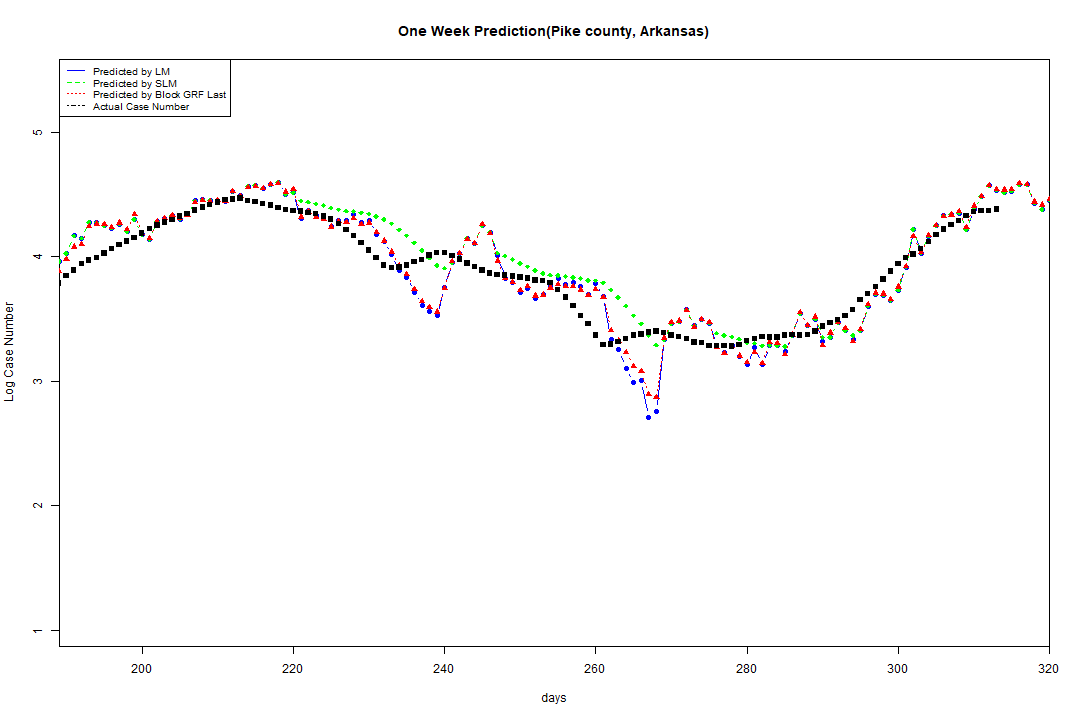 One Week Prediction(Pike county, Arkansas)
Predicted by LM
Predicted by SLM
Predicted by Block GRF Last
Actual Case Number
5
4
3
2
1
Log Case Number
200 220 240 260 280 300 320
days